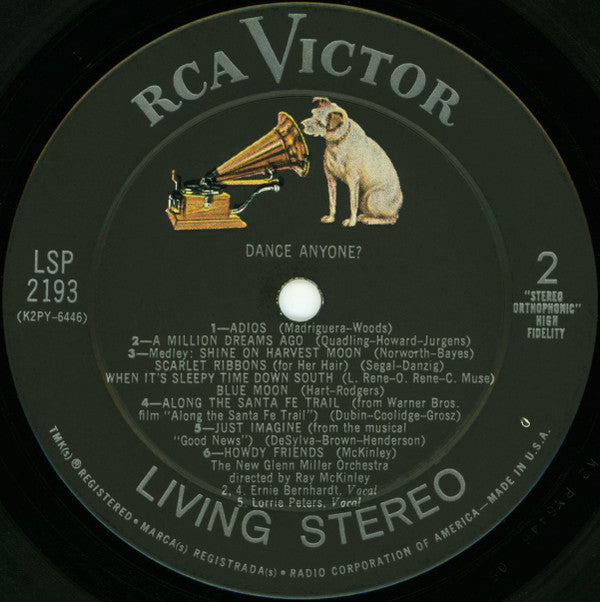 RCA VICTOR
DANCE ANYONE?
LSP
2193
(K2PY-6446)
2
"STEREO
ORTHOPHONIC"
HIGH
FIDELITY
1—ADIOS (Madriguera-Woods)
2—A MILLION DREAMS AGO (Quadling-Howard-Jurgens)
3—Medley: SHINE ON HARVEST MOON (Norworth-Bayes)
SCARLET RIBBONS (for Her Hair) (Segal-Danzig)
WHEN IT'S SLEEPY TIME DOWN SOUTH (L. Rene-O. Rene-C. Muse)
BLUE MOON (Hart-Rodgers)
4—ALONG THE SANTA FE TRAIL (from Warner Bros.
film "Along the Santa Fe Trail") (Dubin-Coolidge-Grosz)
5—JUST IMAGINE (from the musical
"Good News") (DeSylva-Brown-Henderson)
6—HOWDY FRIENDS (McKinley)
The New Glenn Miller Orchestra
directed by Ray McKinley
2, 4. Ernie Bernhardt, Vocal
5. Lorrie Peters, Vocal
LIVING STEREO
TMK(s) ® REGISTERED • MARCA(s) REGISTRADA(s) • RADIO CORPORATION OF AMERICA—MADE IN U.S.A.